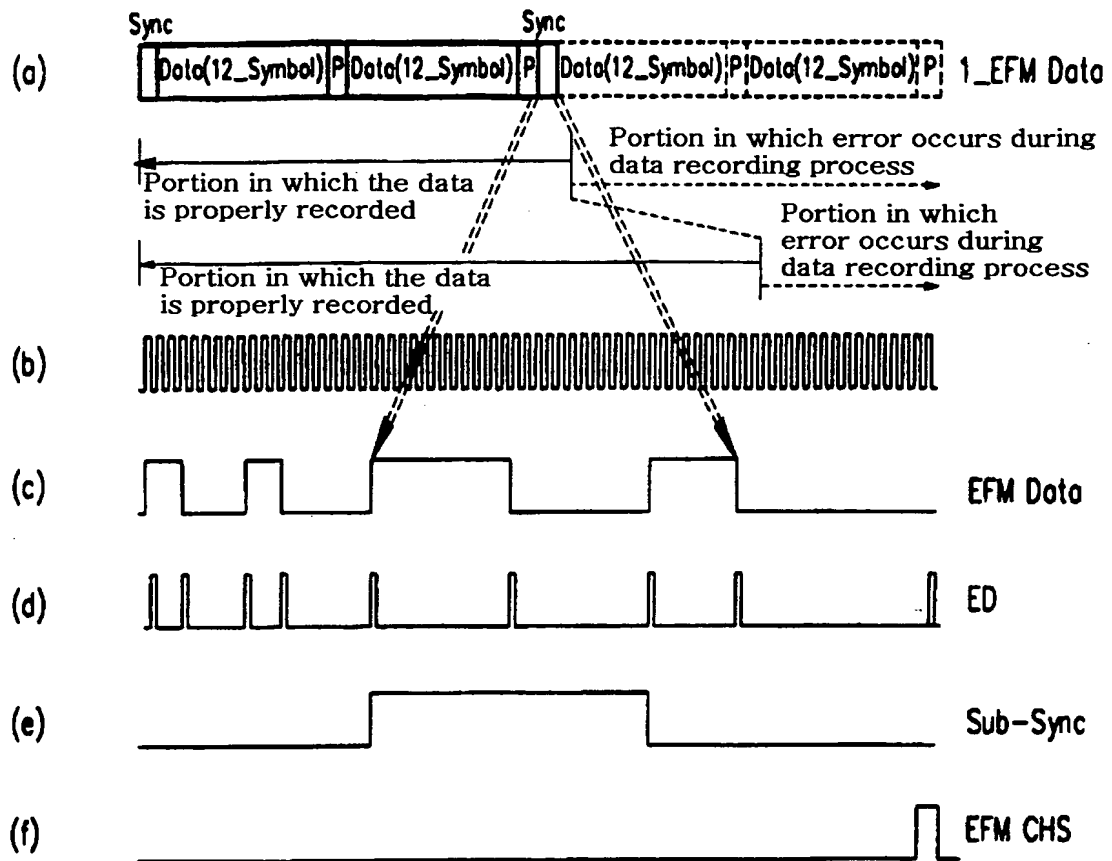 Sync Sync
(a) Data(12_Symbol) P Data(12_Symbol) P Data(12_Symbol) P Data(12_Symbol) P 1_EFM Data
Portion in which error occurs during
data recording process
Portion in which the data
is properly recorded
Portion in which
error occurs during
data recording process
Portion in which the data
is properly recorded
(b)
(c) EFM Data
(d) ED
(e) Sub-Sync
(f) EFM CHS